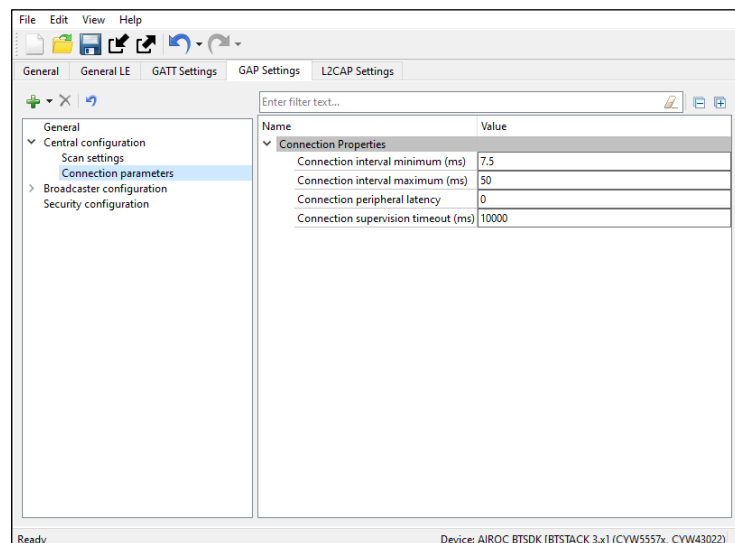 File Edit View Help
General General LE GATT Settings GAP Settings L2CAP Settings
Enter filter text...
General
Central configuration
Scan settings
Connection parameters
Broadcaster configuration
Security configuration
Name Value
Connection Properties
Connection interval minimum (ms) 7.5
Connection interval maximum (ms) 50
Connection peripheral latency 0
Connection supervision timeout (ms) 10000
Ready Device: AIROC BTSDK [BTSTACK 3.x] (CYW5557x, CYW43022)